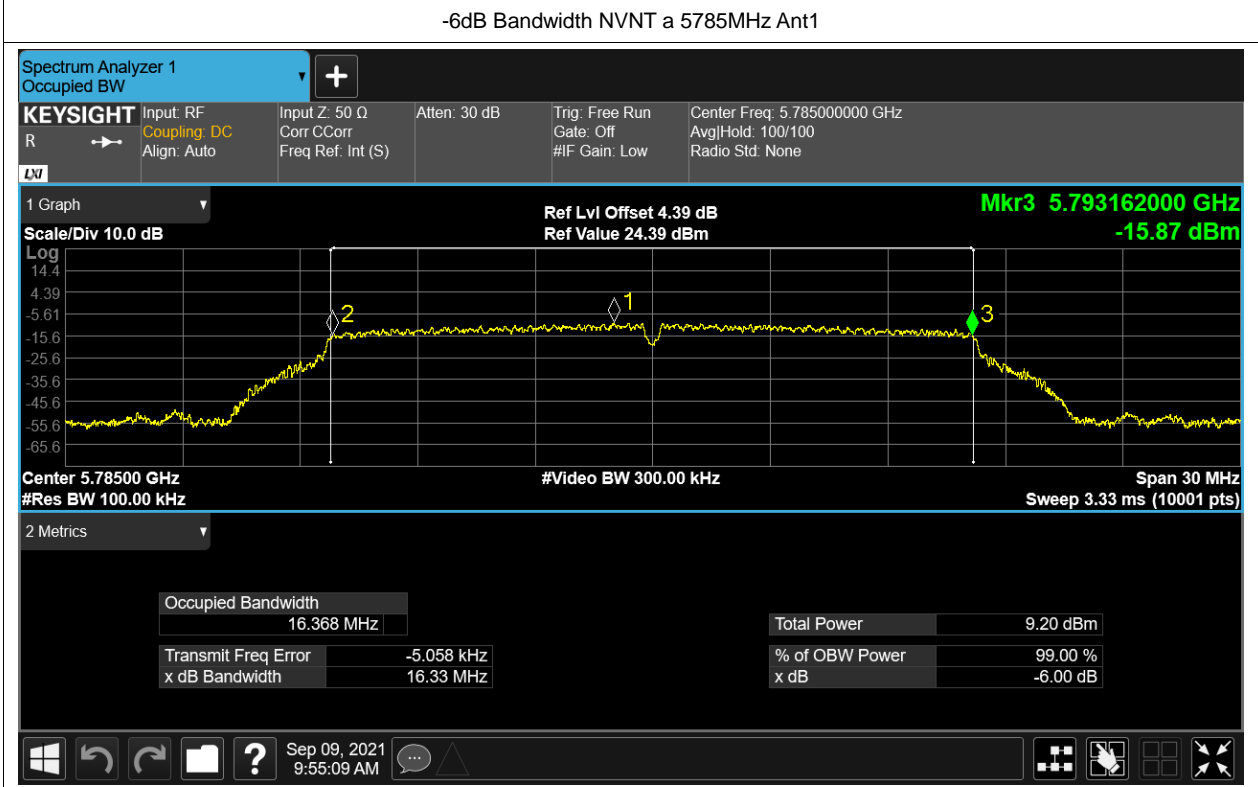 -6dB Bandwidth NVNT a 5785MHz Ant1
Spectrum Analyzer 1
Occupied BW
+
KEYSIGHT
R
LXI
Input: RF
Coupling: DC
Align: Auto
Input Z: 50 Ω
Corr CCorr
Freq Ref: Int (S)
Atten: 30 dB
Trig: Free Run
Gate: Off
#IF Gain: Low
Center Freq: 5.785000000 GHz
Avg|Hold: 100/100
Radio Std: None
1 Graph
Scale/Div 10.0 dB
Ref Lvl Offset 4.39 dB
Ref Value 24.39 dBm
Mkr3 5.793162000 GHz
-15.87 dBm
Log
14.4
4.39
-5.61
-15.6
-25.6
-35.6
-45.6
-55.6
-65.6
2
1
3
Center 5.78500 GHz
#Res BW 100.00 kHz
#Video BW 300.00 kHz
Span 30 MHz
Sweep 3.33 ms (10001 pts)
2 Metrics
Occupied Bandwidth
16.368 MHz
Transmit Freq Error -5.058 kHz
x dB Bandwidth 16.33 MHz
Total Power 9.20 dBm
% of OBW Power 99.00 %
x dB -6.00 dB
?
Sep 09, 2021
9:55:09 AM